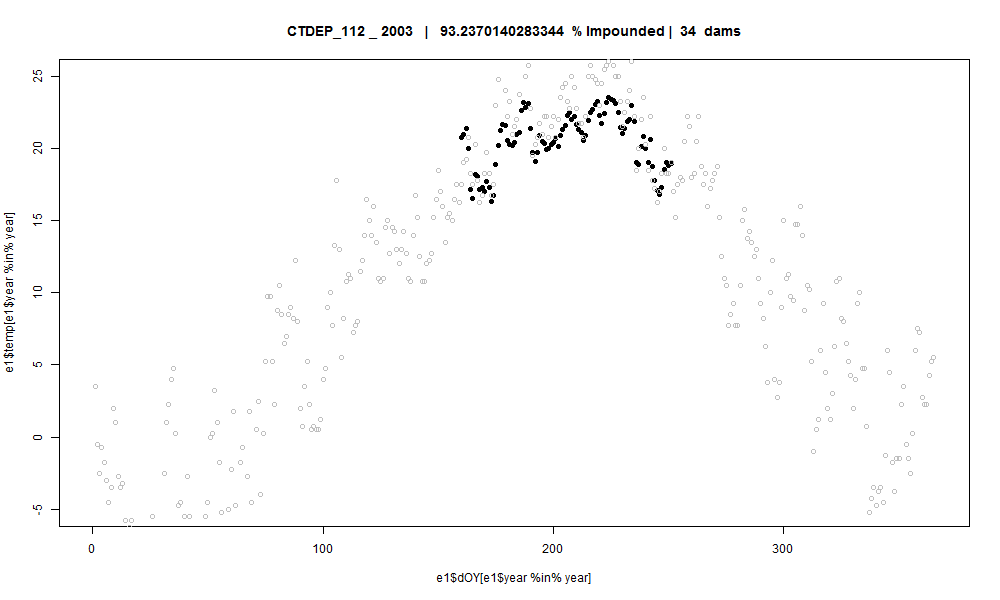 CTDEP_112 _ 2003 | 93.2370140283344 % Impounded | 34 dams
25
20
15
10
5
0
-5
e1$temp[e1$year %in% year]
0 100 200 300
e1$dOY[e1$year %in% year]